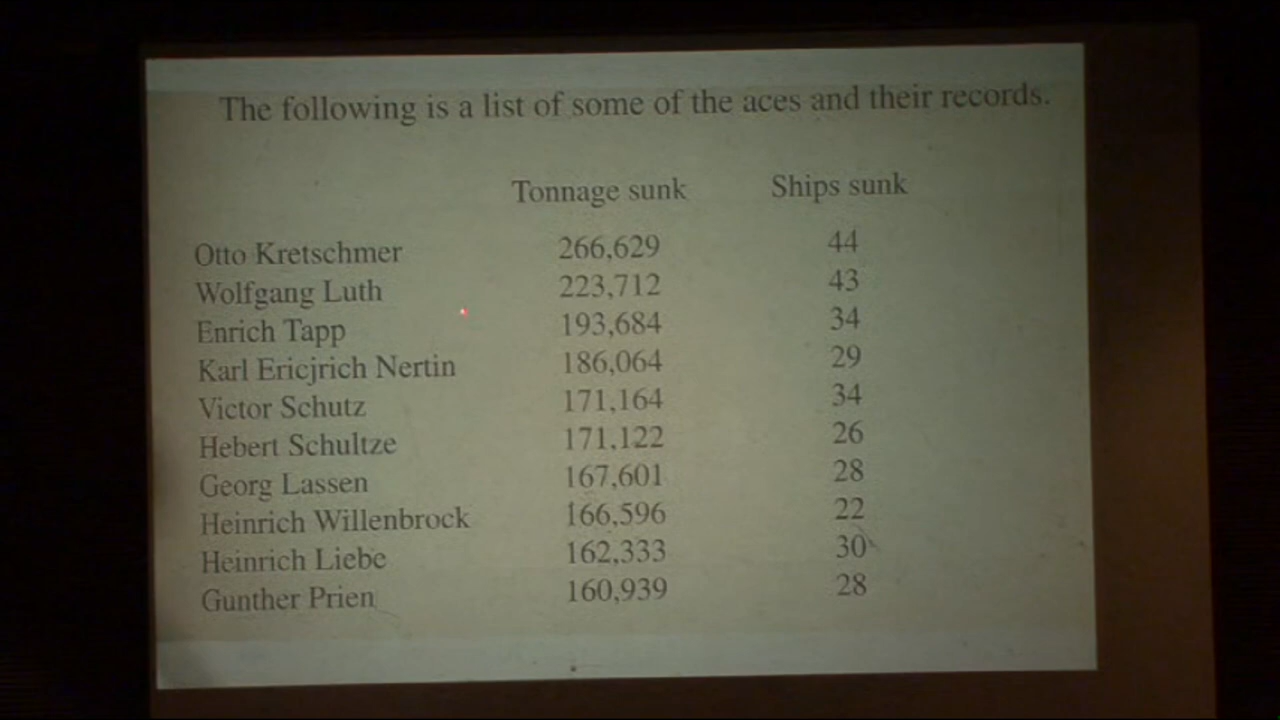 The following is a list of some of the aces and their records.
Tonnage sunk Ships sunk
Otto Kretschmer 266,629 44
Wolfgang Luth 223,712 43
Enrich Tapp 193,684 34
Karl Ericjrich Nertin 186,064 29
Victor Schutz 171,164 34
Hebert Schultze 171,122 26
Georg Lassen 167,601 28
Heinrich Willenbrock 166,596 22
Heinrich Liebe 162,333 30
Gunther Prien 160,939 28